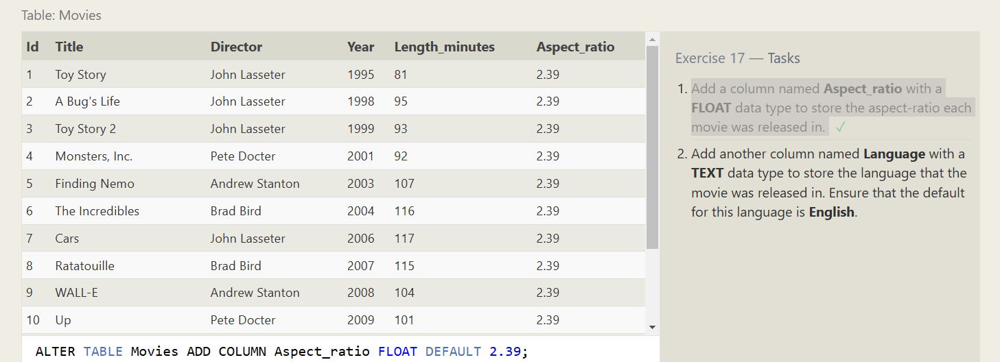 Table: Movies
Id Title Director Year Length_minutes Aspect_ratio
1 Toy Story John Lasseter 1995 81 2.39
2 A Bug's Life John Lasseter 1998 95 2.39
3 Toy Story 2 John Lasseter 1999 93 2.39
4 Monsters, Inc. Pete Docter 2001 92 2.39
5 Finding Nemo Andrew Stanton 2003 107 2.39
6 The Incredibles Brad Bird 2004 116 2.39
7 Cars John Lasseter 2006 117 2.39
8 Ratatouille Brad Bird 2007 115 2.39
9 WALL-E Andrew Stanton 2008 104 2.39
10 Up Pete Docter 2009 101 2.39
ALTER TABLE Movies ADD COLUMN Aspect_ratio FLOAT DEFAULT 2.39;
Exercise 17 — Tasks
1. Add a column named Aspect_ratio with a
FLOAT data type to store the aspect-ratio each
movie was released in. ✓
2. Add another column named Language with a
TEXT data type to store the language that the
movie was released in. Ensure that the default
for this language is English.